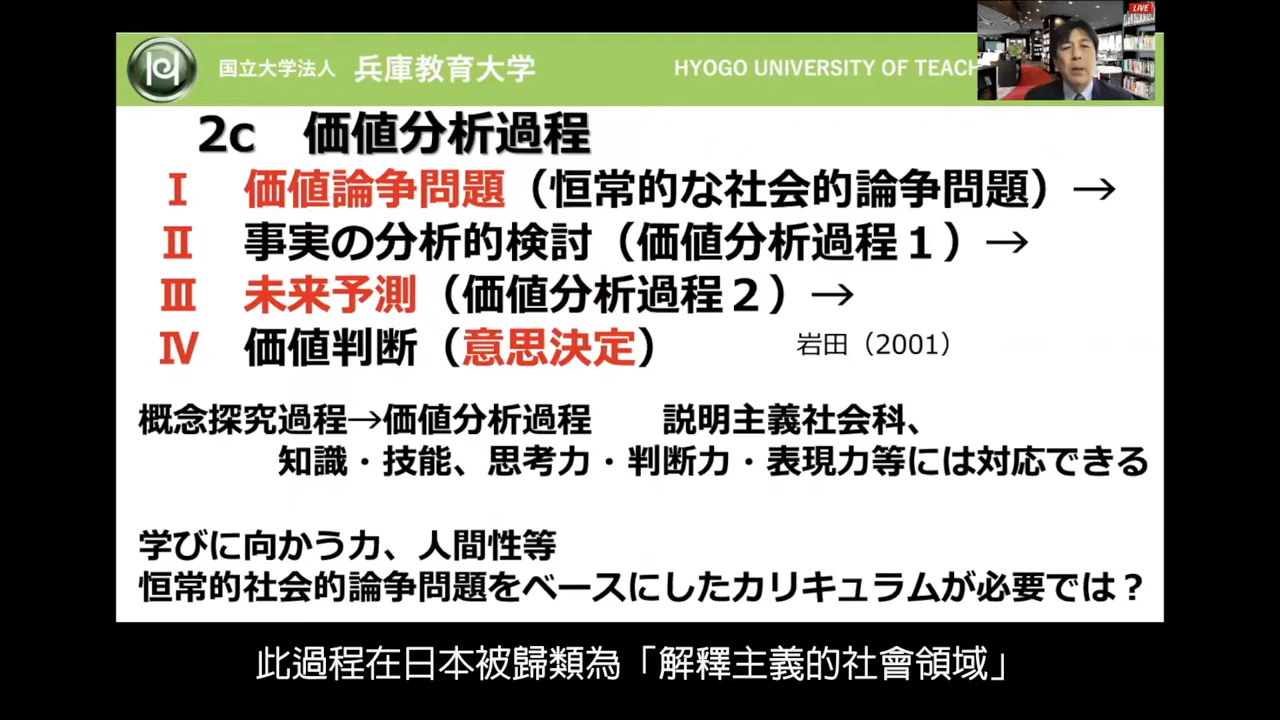 LIVE
国立大学法人 兵庫教育大学
HYOGO UNIVERSITY OF TEACH
2c 価値分析過程
Ⅰ 価値論争問題（恒常的な社会的論争問題）→
Ⅱ 事実の分析的検討（価値分析過程１）→
Ⅲ 未来予測（価値分析過程２）→
Ⅳ 価値判断（意思決定）
岩田（2001）
概念探究過程→価値分析過程 説明主義社会科、
知識・技能、思考力・判断力・表現力等には対応できる
学びに向かう力、人間性等
恒常的社会的論争問題をベースにしたカリキュラムが必要では？
此過程在日本被歸類為「解釋主義的社會領域」